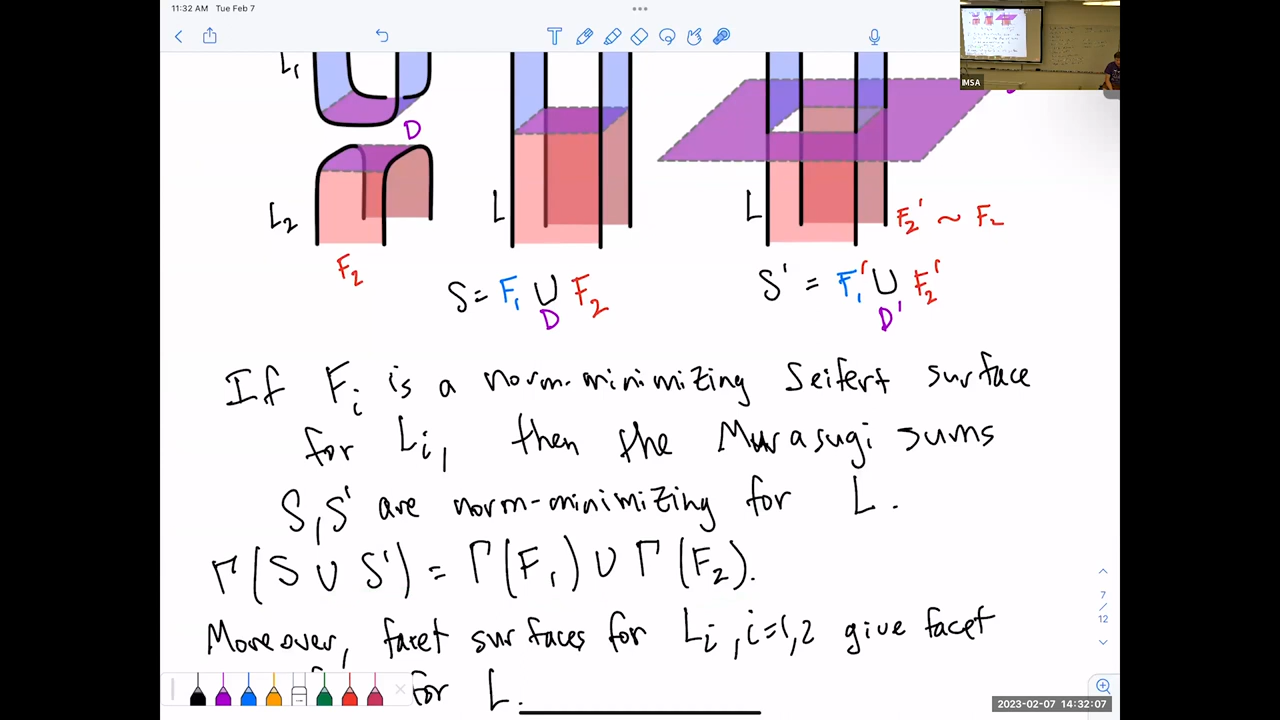 11:32 AM Tue Feb 7
IMSA
L₁
D
L₂
L
L
F₂' ~ F₂
F₂
S = F₁ ∪ F₂
D
S' = F₁' ∪ F₂'
D'
If Fᵢ is a norm-minimizing Seifert surface
for Lᵢ, then the Murasugi sums
S, S' are norm-minimizing for L.
Γ(S ∪ S') = Γ(F₁) ∪ Γ(F₂).
Moreover, facet surfaces for Lᵢ, i=1,2 give facet
for L.
7
/
12
2023-02-07 14:32:07